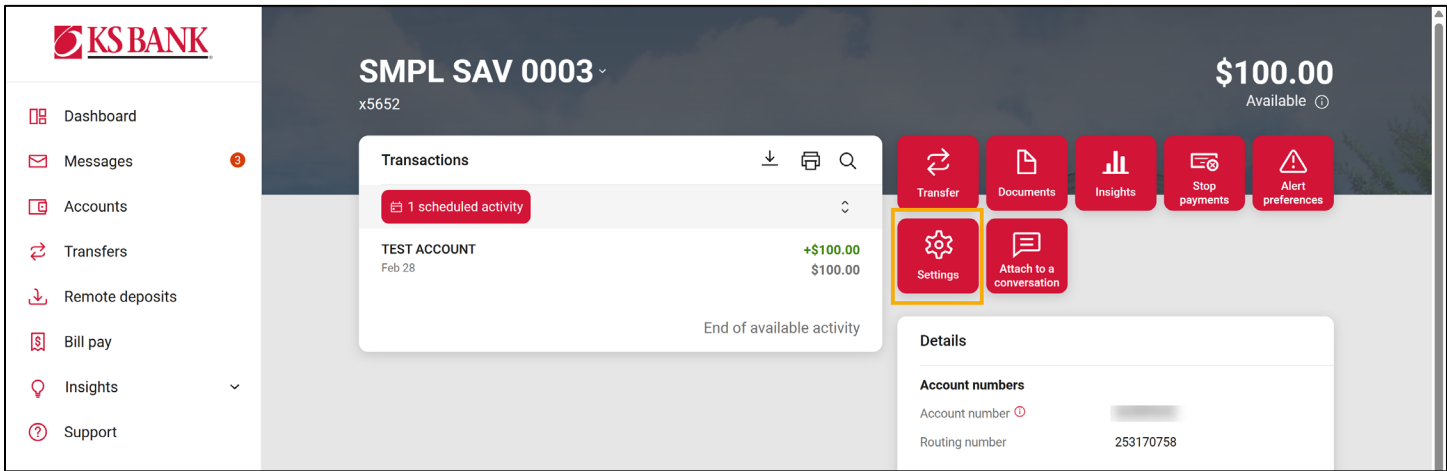 KS BANK
Dashboard
Messages 3
Accounts
Transfers
Remote deposits
Bill pay
Insights
Support
SMPL SAV 0003
x5652
$100.00
Available
Transactions
1 scheduled activity
TEST ACCOUNT +$100.00
Feb 28 $100.00
End of available activity
Transfer
Documents
Insights
Stop
payments
Alert
preferences
Settings
Attach to a
conversation
Details
Account numbers
Account number
Routing number 253170758